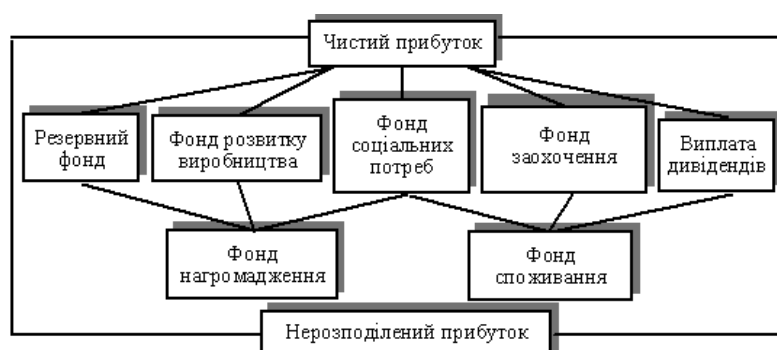 Чистий прибуток
Резервний
фонд
Фонд розвитку
виробництва
Фонд
соціальних
потреб
Фонд
заохочення
Виплата
дивідендів
Фонд
нагромадження
Фонд
споживання
Нерозподілений прибуток